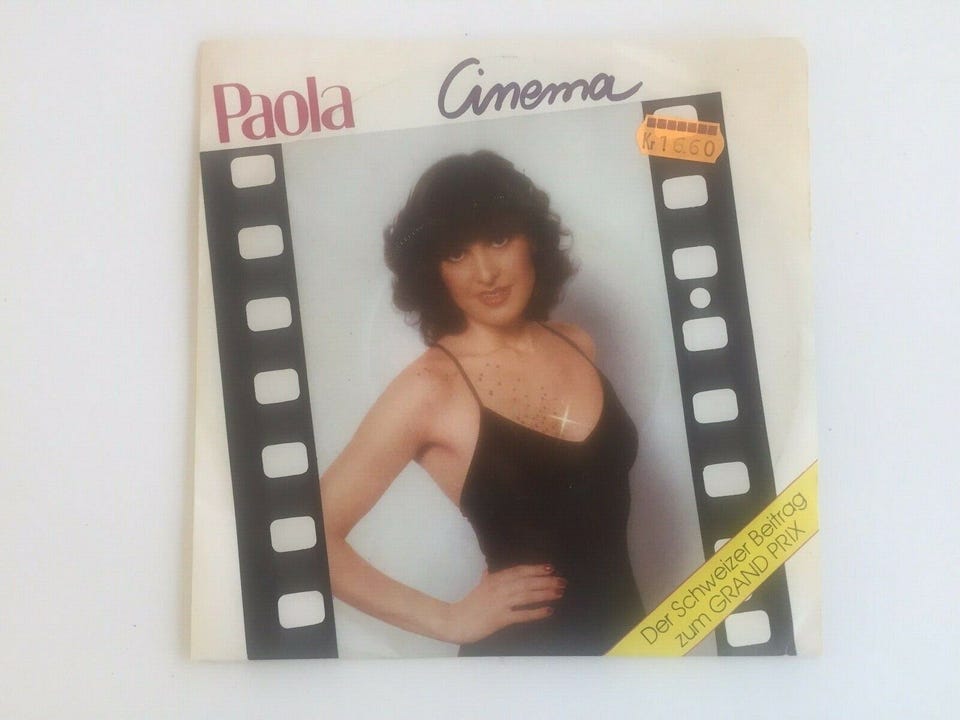 Paola
Cinema
Kr 16.60
Der Schweizer Beitrag
zum GRAND PRIX